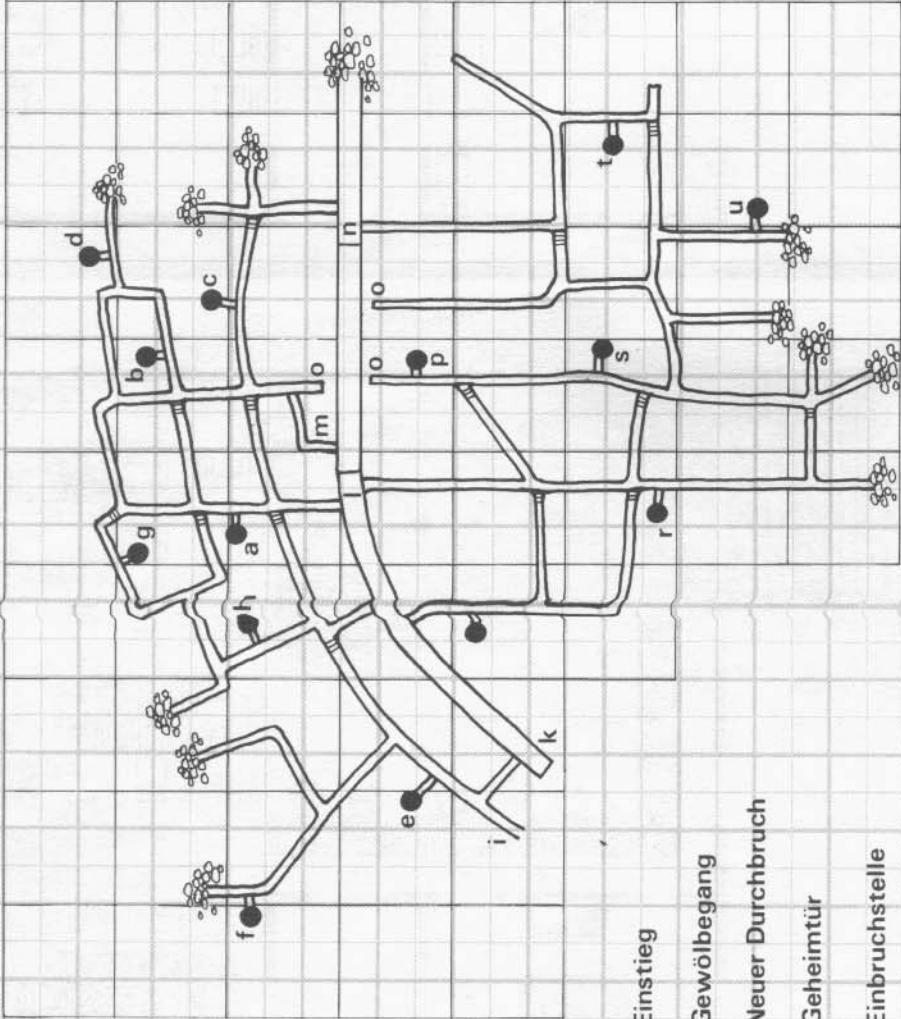 d
b
g
c
a
h
f
o
m
n
l
o
o
e
p
i
k
t
s
r
u
Einstieg
Gewölbegang
Neuer Durchbruch
Geheimtür
Einbruchstelle